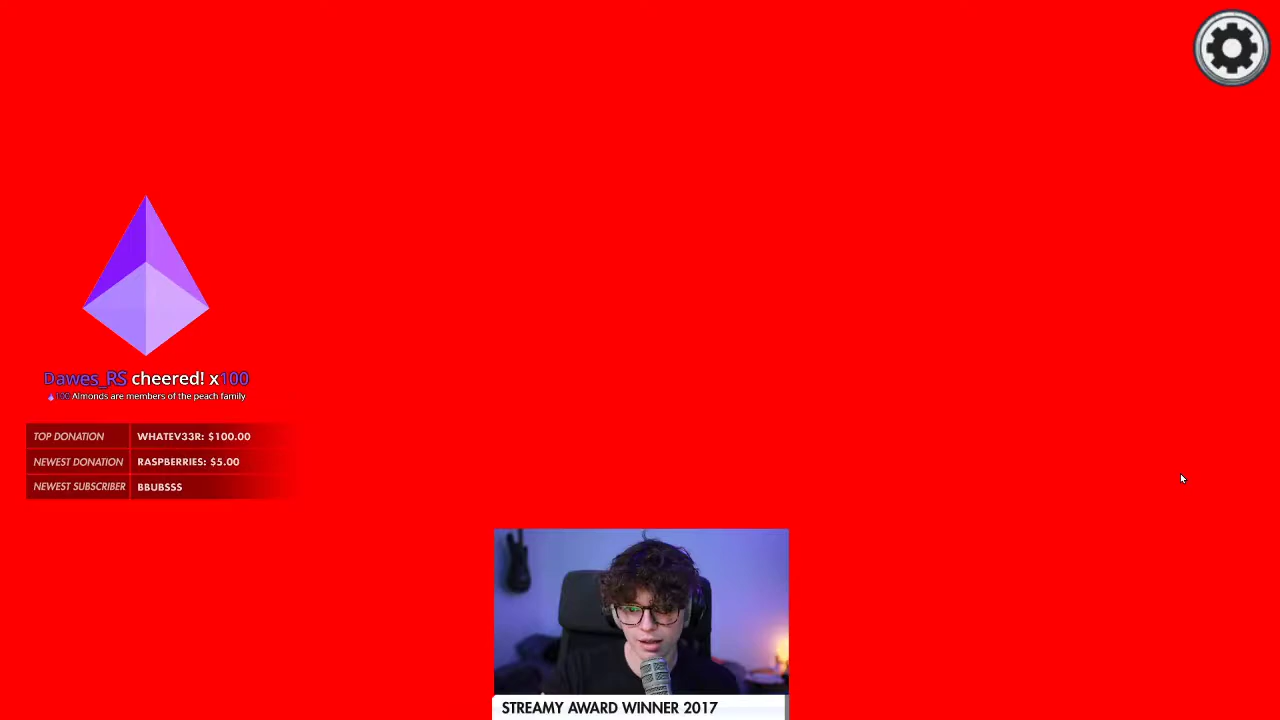 Dawes_RS cheered! x100
100 Almonds are members of the peach family
TOP DONATION WHATEV33R: $100.00
NEWEST DONATION RASPBERRIES: $5.00
NEWEST SUBSCRIBER BBUBSSS
STREAMY AWARD WINNER 2017